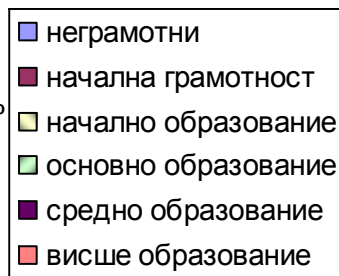 неграмотни
начална грамотност
начално образование
основно образование
средно образование
висше образование